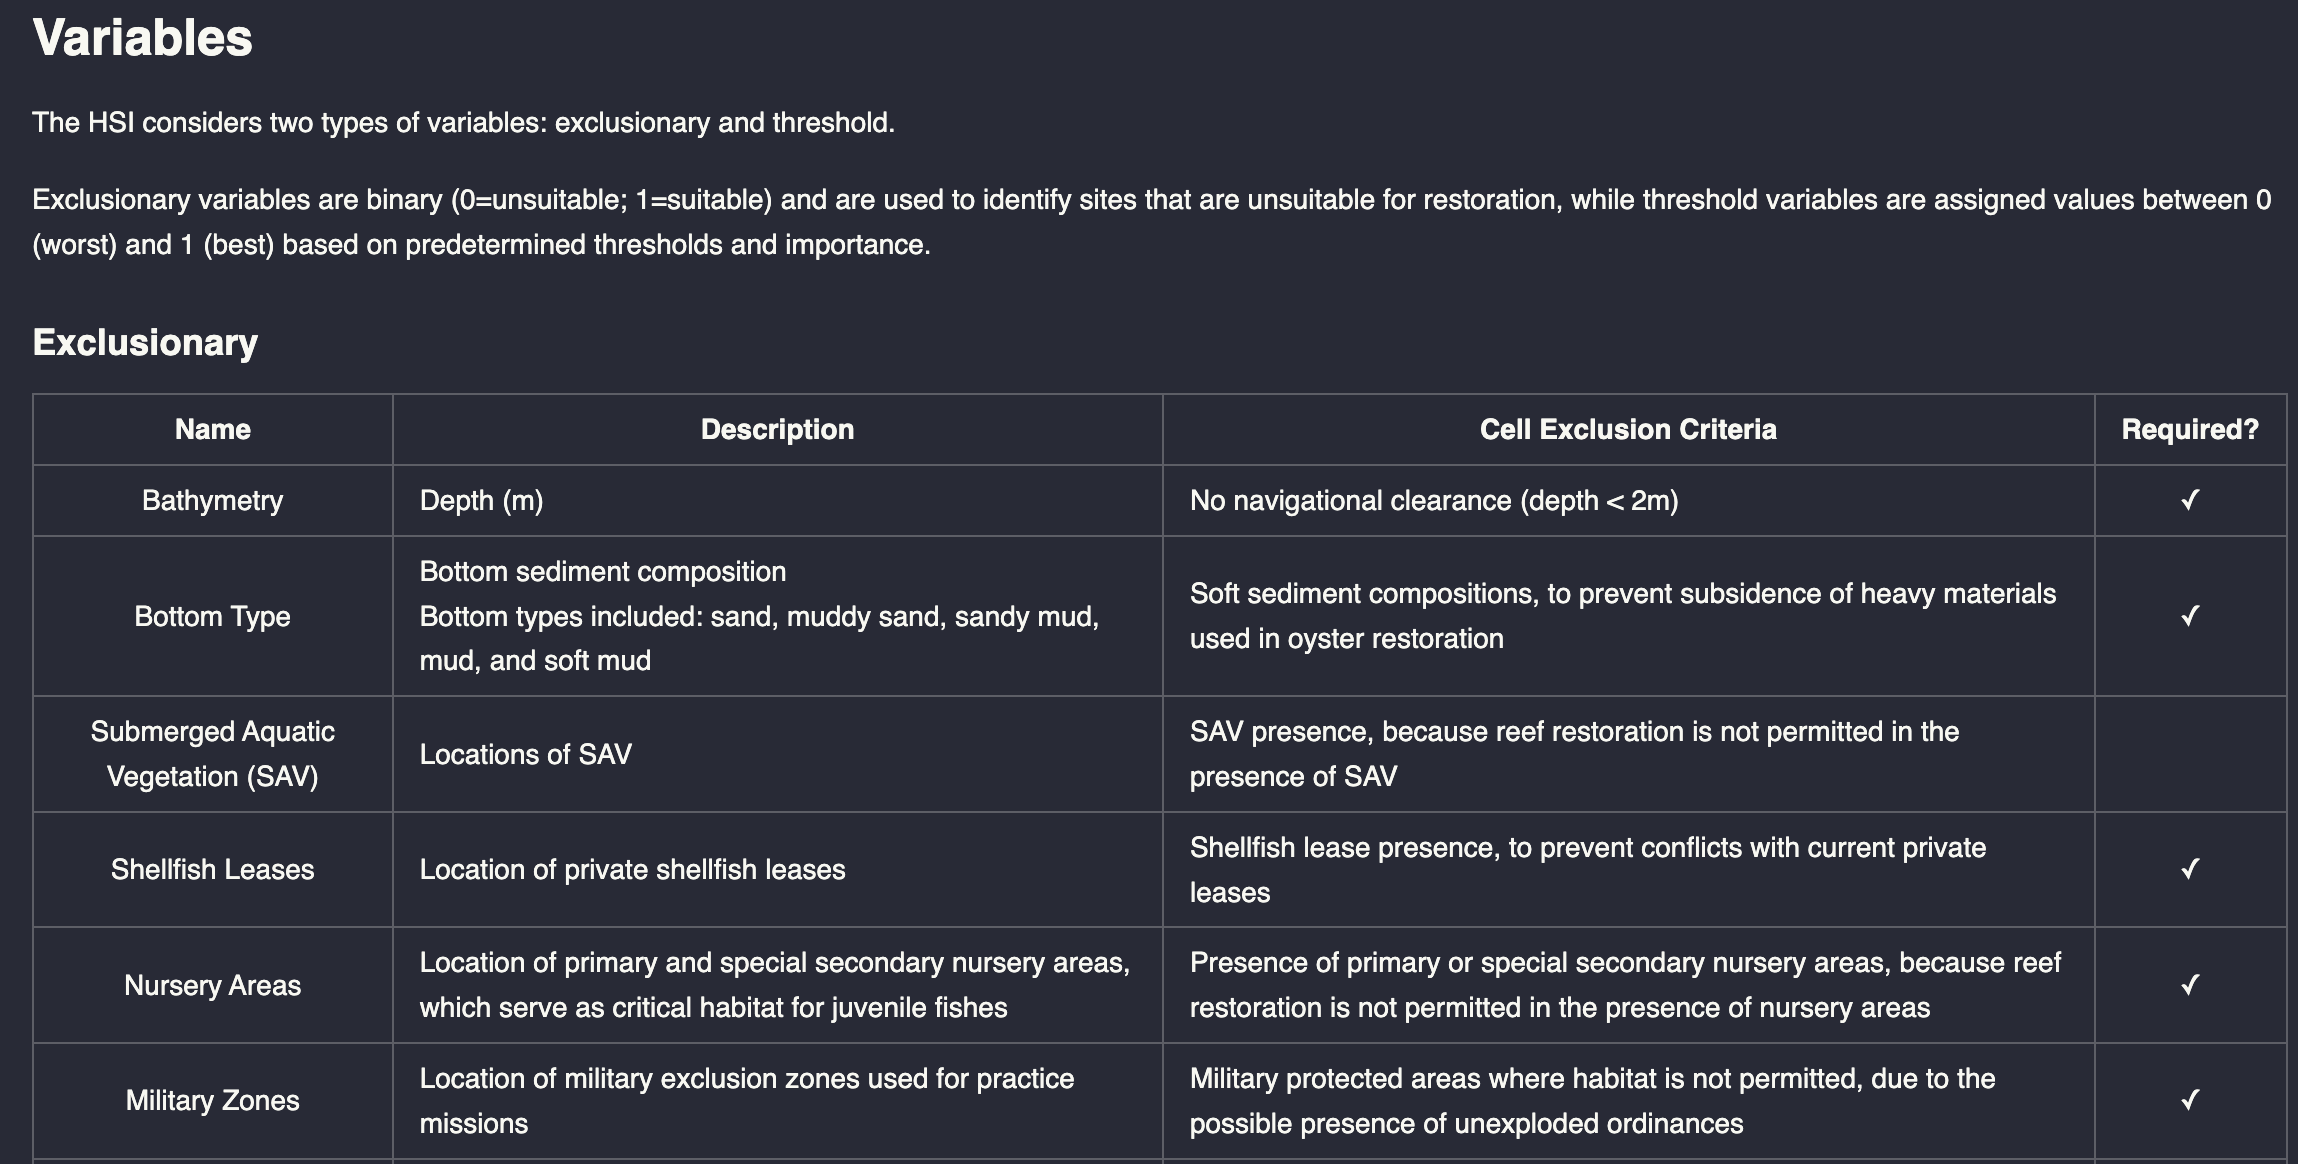 Variables
The HSI considers two types of variables: exclusionary and threshold.
Exclusionary variables are binary (0=unsuitable; 1=suitable) and are used to identify sites that are unsuitable for restoration, while threshold variables are assigned values between 0
(worst) and 1 (best) based on predetermined thresholds and importance.
Exclusionary
Name Description Cell Exclusion Criteria Required?
Bathymetry Depth (m) No navigational clearance (depth < 2m) ✓
Bottom Type
Bottom sediment composition
Bottom types included: sand, muddy sand, sandy mud,
mud, and soft mud
Soft sediment compositions, to prevent subsidence of heavy materials
used in oyster restoration
✓
Submerged Aquatic
Vegetation (SAV)
Locations of SAV
SAV presence, because reef restoration is not permitted in the
presence of SAV
Shellfish Leases
Location of private shellfish leases
Shellfish lease presence, to prevent conflicts with current private
leases
✓
Nursery Areas
Location of primary and special secondary nursery areas,
which serve as critical habitat for juvenile fishes
Presence of primary or special secondary nursery areas, because reef
restoration is not permitted in the presence of nursery areas
✓
Military Zones
Location of military exclusion zones used for practice
missions
Military protected areas where habitat is not permitted, due to the
possible presence of unexploded ordinances
✓